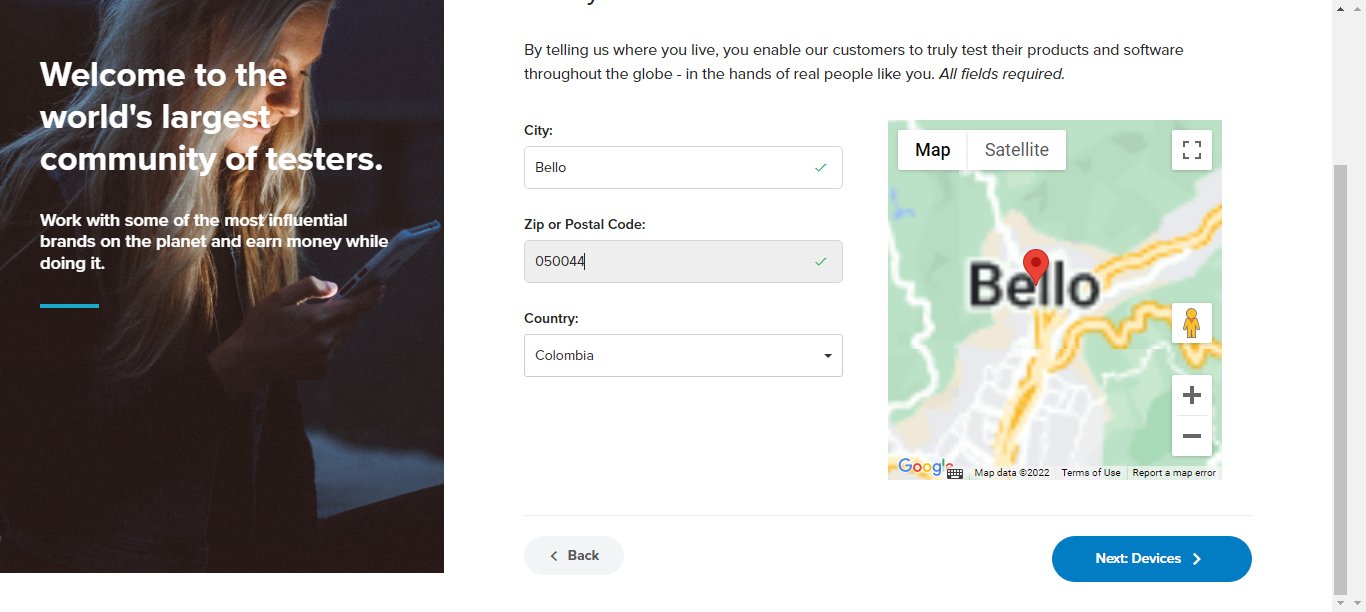 Welcome to the
world's largest
community of testers.
Work with some of the most influential
brands on the planet and earn money while
doing it.
By telling us where you live, you enable our customers to truly test their products and software
throughout the globe - in the hands of real people like you. All fields required.
City:
Bello
Zip or Postal Code:
050044
Country:
Colombia
Map Satellite
Bello
Google
Map data ©2022 Terms of Use Report a map error
Back
Next: Devices